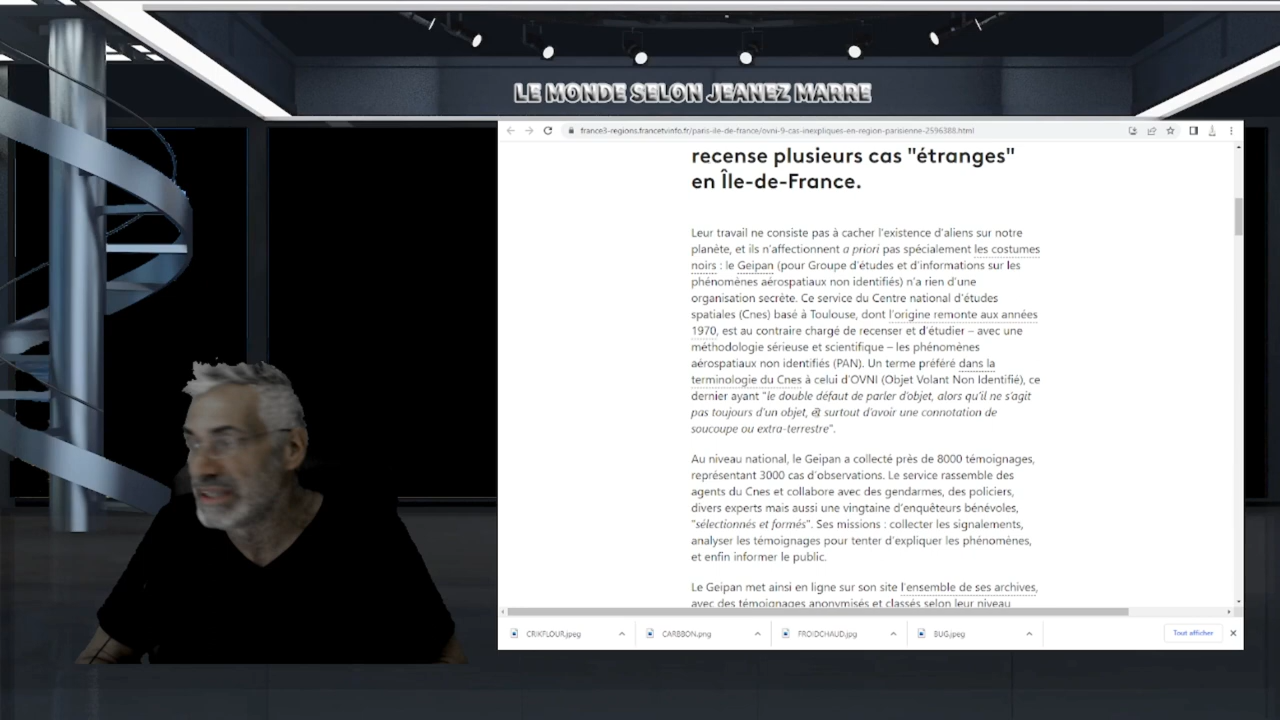 LE MONDE SELON JEANEZ MARRE
france3-regions.francetvinfo.fr/paris-ile-de-france/ovni-9-cas-inexpliques-en-region-parisienne-2596388.html
recense plusieurs cas "étranges"
en Île-de-France.
Leur travail ne consiste pas à cacher l'existence d'aliens sur notre
planète, et ils n'affectionnent a priori pas spécialement les costumes
noirs : le Geipan (pour Groupe d'études et d'informations sur les
phénomènes aérospatiaux non identifiés) n'a rien d'une
organisation secrète. Ce service du Centre national d'études
spatiales (Cnes) basé à Toulouse, dont l'origine remonte aux années
1970, est au contraire chargé de recenser et d'étudier – avec une
méthodologie sérieuse et scientifique – les phénomènes
aérospatiaux non identifiés (PAN). Un terme préféré dans la
terminologie du Cnes à celui d'OVNI (Objet Volant Non Identifié), ce
dernier ayant "le double défaut de parler d'objet, alors qu'il ne s'agit
pas toujours d'un objet, et surtout d'avoir une connotation de
soucoupe ou extra-terrestre".
Au niveau national, le Geipan a collecté près de 8000 témoignages,
représentant 3000 cas d'observations. Le service rassemble des
agents du Cnes et collabore avec des gendarmes, des policiers,
divers experts mais aussi une vingtaine d'enquêteurs bénévoles,
"sélectionnés et formés". Ses missions : collecter les signalements,
analyser les témoignages pour tenter d'expliquer les phénomènes,
et enfin informer le public.
Le Geipan met ainsi en ligne sur son site l'ensemble de ses archives,
avec des témoignages anonymisés et classés selon leur niveau
CRIKFLOUR.jpeg CARBBON.png FROIDCHAUD.jpg BUG.jpeg Tout afficher